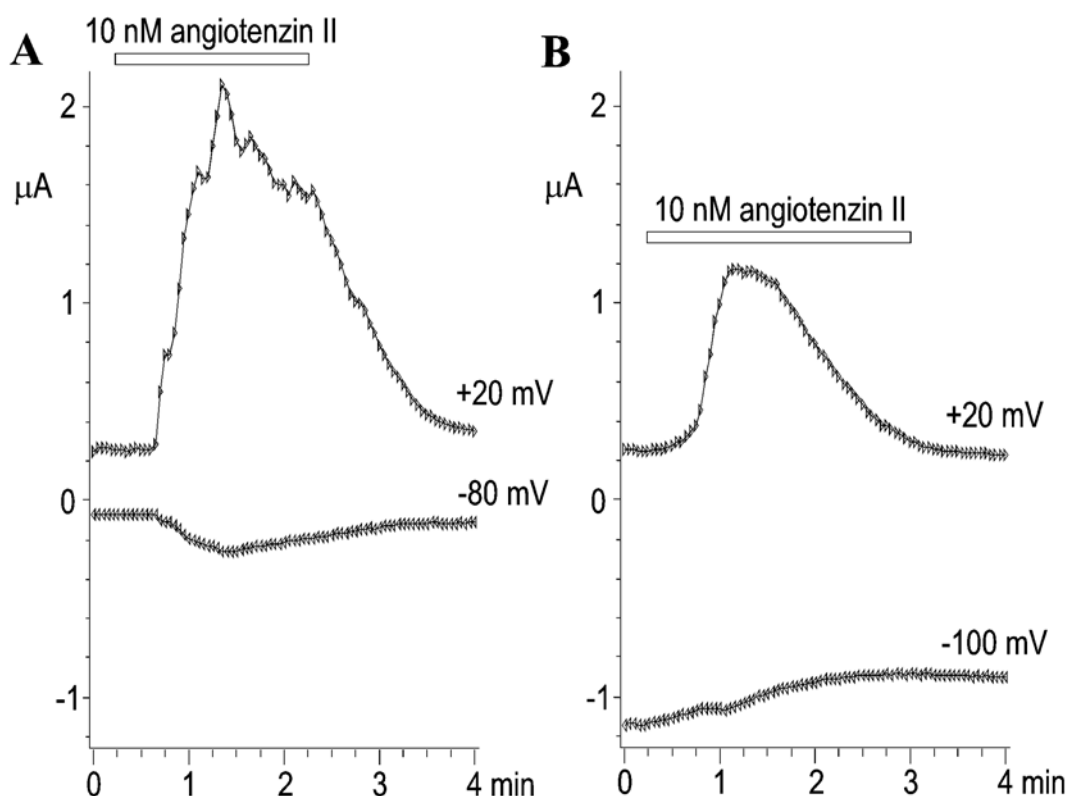 A
10 nM angiotenzin II
2
µA
1
0
-1
+20 mV
-80 mV
0 1 2 3 4 min
B
10 nM angiotenzin II
2
µA
1
0
-1
+20 mV
-100 mV
0 1 2 3 4 min